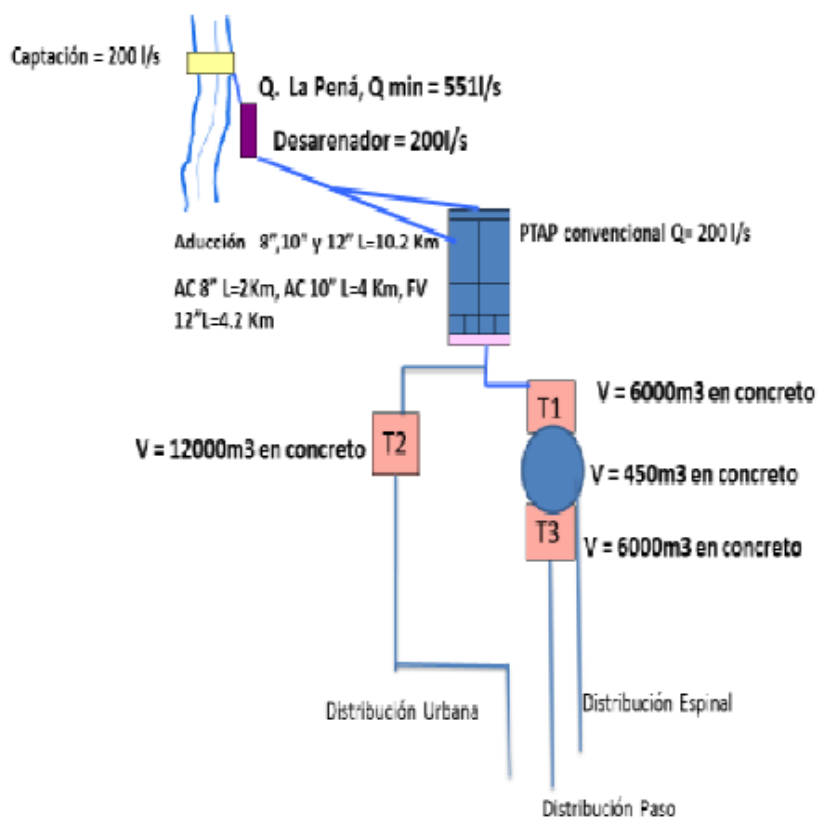 Captación = 200 l/s
Q. La Pená, Q min = 551l/s
Desarenador = 200l/s
Aducción 8",10" y 12" L=10.2 Km
PTAP convencional Q= 200 l/s
AC 8" L=2Km, AC 10" L=4 Km, FV
12"L=4.2 Km
T1
V = 6000m3 en concreto
T2
V = 12000m3 en concreto
V = 450m3 en concreto
T3
V = 6000m3 en concreto
Distribución Urbana
Distribución Espinal
Distribución Paso